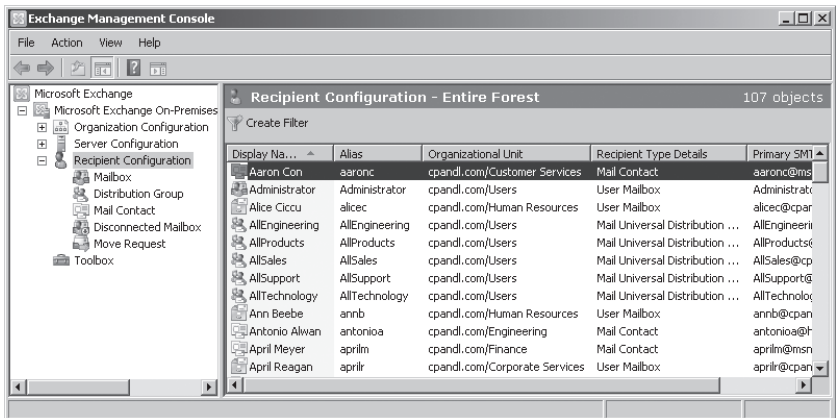 Exchange Management Console
File Action View Help
Microsoft Exchange
Microsoft Exchange On-Premises
Organization Configuration
Server Configuration
Recipient Configuration
Mailbox
Distribution Group
Mail Contact
Disconnected Mailbox
Move Request
Toolbox
Recipient Configuration - Entire Forest 107 objects
Create Filter
Display Na... Alias Organizational Unit Recipient Type Details Primary SMT
Aaron Con aaronc cpandl.com/Customer Services Mail Contact aaronc@ms
Administrator Administrator cpandl.com/Users User Mailbox Administrato
Alice Ciccu alicec cpandl.com/Human Resources User Mailbox alicec@cpan
AllEngineering AllEngineering cpandl.com/Users Mail Universal Distribution ... AllEngineeri
AllProducts AllProducts cpandl.com/Users Mail Universal Distribution ... AllProducts@
AllSales AllSales cpandl.com/Users Mail Universal Distribution ... AllSales@cp
AllSupport AllSupport cpandl.com/Users Mail Universal Distribution ... AllSupport@
AllTechnology AllTechnology cpandl.com/Users Mail Universal Distribution ... AllTechnolog
Ann Beebe annb cpandl.com/Human Resources User Mailbox annb@cpan
Antonio Alwan antonioa cpandl.com/Engineering Mail Contact antonioa@h
April Meyer aprilm cpandl.com/Finance Mail Contact aprilm@msn
April Reagan aprilr cpandl.com/Corporate Services User Mailbox aprilr@cpan